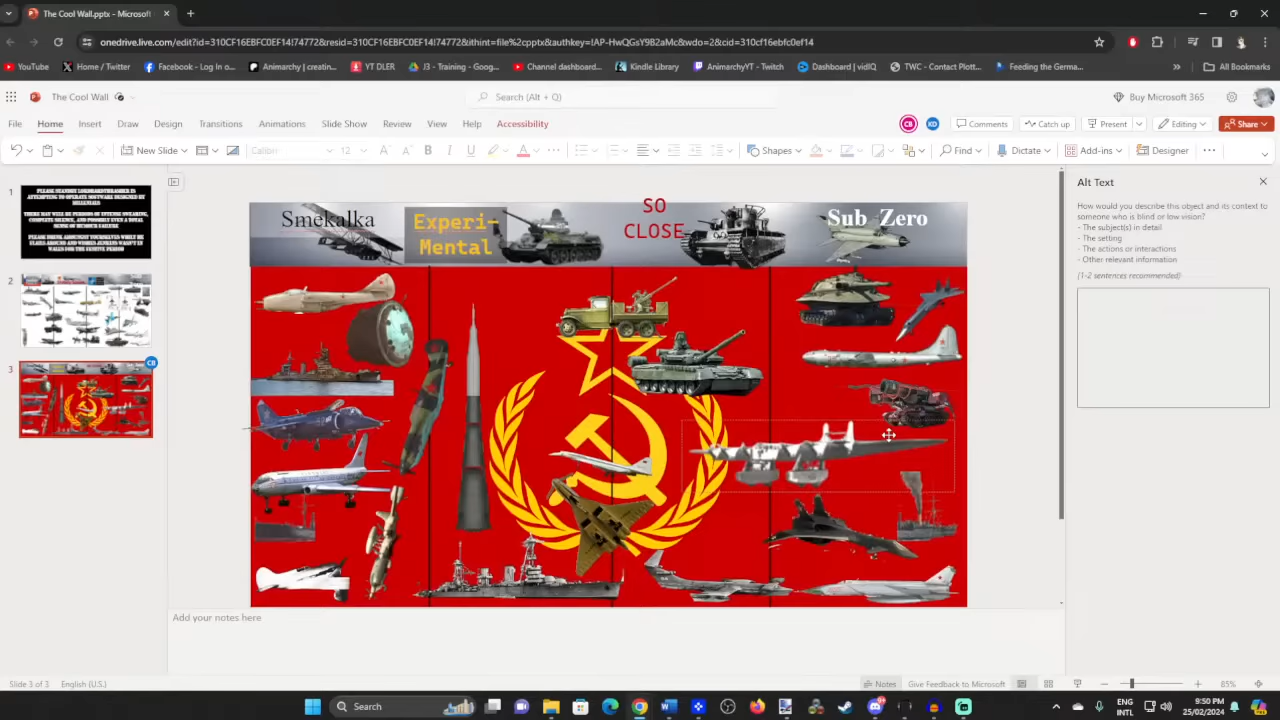 The Cool Wall.pptx - Microsoft
onedrive.live.com/edit?id=310CF16EBFC0EF14!74772&resid=310CF16EBFC0EF14!74772&ithint=file%2cpptx&authkey=!AP-HwQGsY9B2aMc&wdo=2&cid=310cf16ebfc0ef14
YouTube Home / Twitter Facebook - Log In o... Animarchy | creatin... YT DLER J3 - Training - Goog... Channel dashboard... Kindle Library AnimarchyYT - Twitch Dashboard | vidIQ TWC - Contact Plott... Feeding the Germa... » All Bookmarks
The Cool Wall
Search (Alt + Q)
Buy Microsoft 365
File Home Insert Draw Design Transitions Animations Slide Show Review View Help Accessibility
CB KD Comments Catch up Present Editing Share
New Slide Calibri 12 B I U A Shapes Find Dictate Add-ins Designer
1
2
3
CB
Smekalka
Experi-
Mental
SO
CLOSE
Sub Zero
Alt Text
How would you describe this object and its context to
someone who is blind or low vision?
- The subject(s) in detail
- The setting
- The actions or interactions
- Other relevant information
(1-2 sentences recommended)
Add your notes here
Slide 3 of 3 English (U.S.)
Notes Give Feedback to Microsoft 85%
Search
ENG
INTL
9:50 PM
25/02/2024